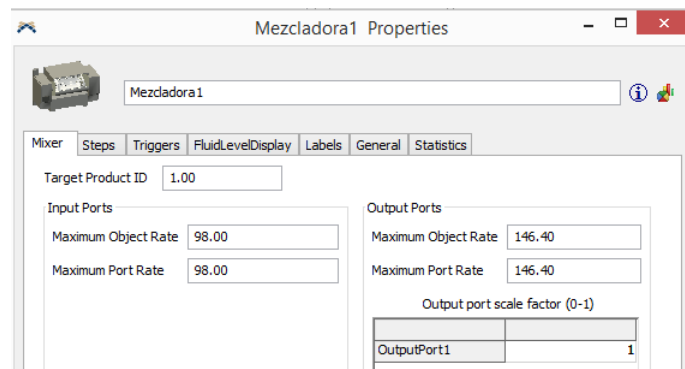 Mezcladora1 Properties
Mezcladora1
Mixer Steps Triggers FluidLevelDisplay Labels General Statistics
Target Product ID 1.00
Input Ports
Maximum Object Rate 98.00
Maximum Port Rate 98.00
Output Ports
Maximum Object Rate 146.40
Maximum Port Rate 146.40
Output port scale factor (0-1)
OutputPort1 1